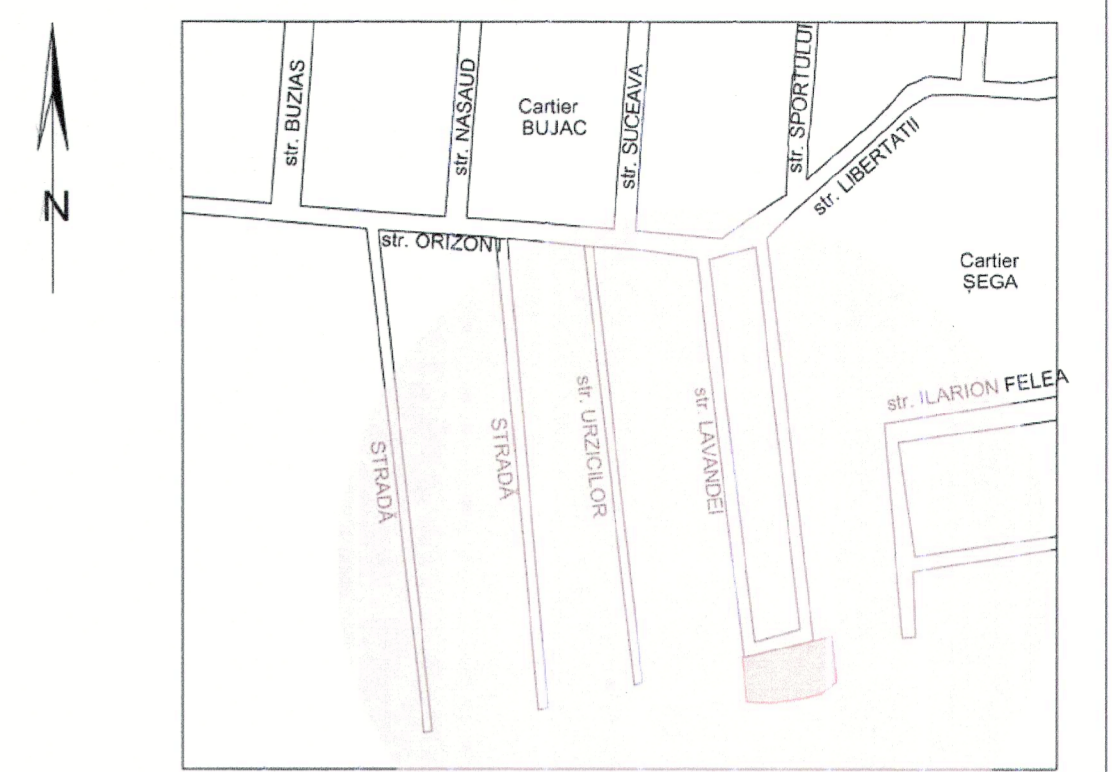 N
str. BUZIAS
str. NASAUD
Cartier
BUJAC
str. SUCEAVA
str. SPORTULUI
str. LIBERTATII
str. ORIZONT
Cartier
ȘEGA
str. ILARION FELEA
STRADĂ
STRADĂ
str. URZICILOR
str. LAVANDEI